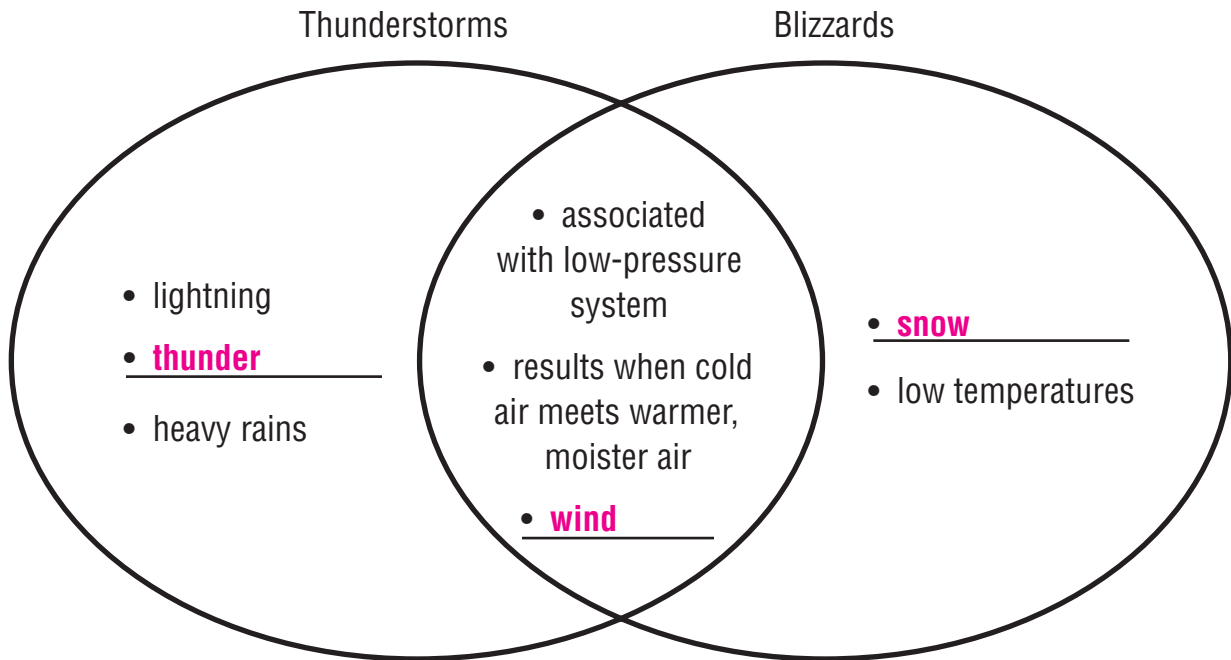 Thunderstorms
Blizzards
• lightning
• thunder
• heavy rains
• associated
with low-pressure
system
• results when cold
air meets warmer,
moister air
• wind
• snow
• low temperatures